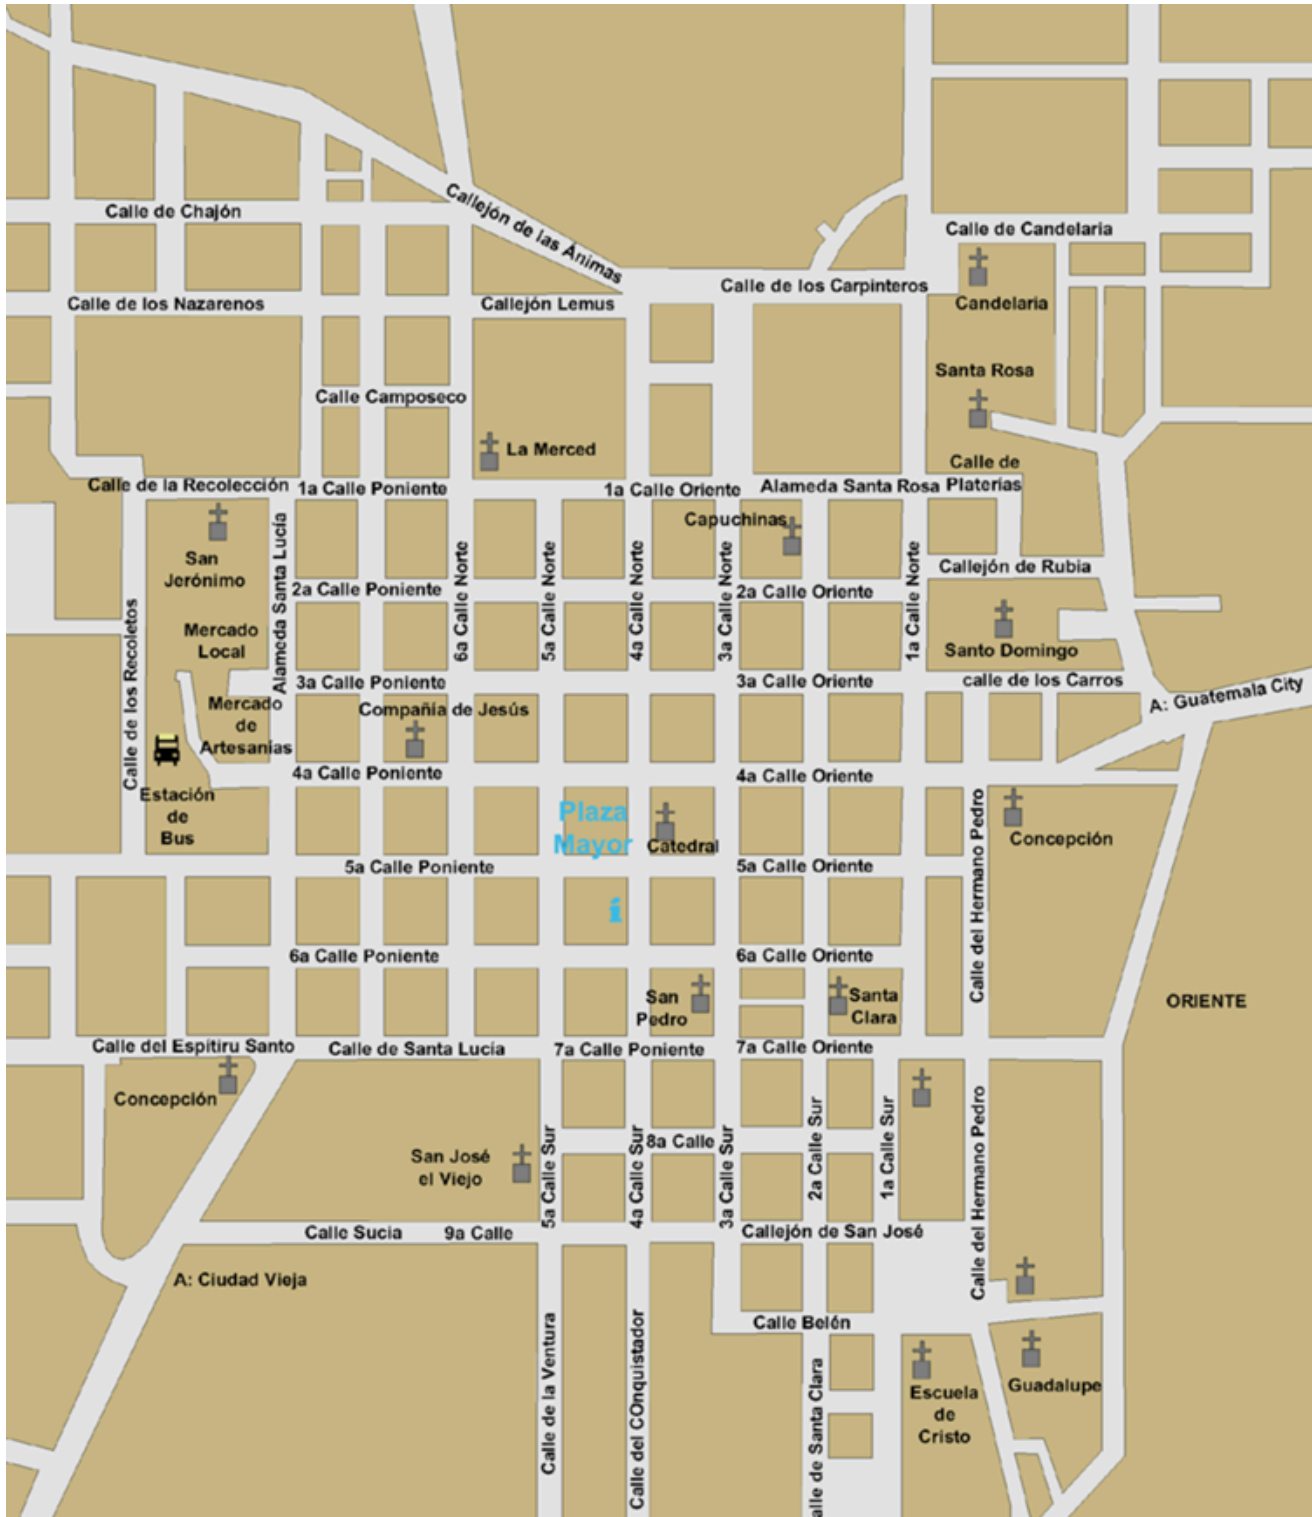 Callejón de las Ánimas
Calle de Chajón
Calle de Candelaria
Calle de los Carpinteros
Calle de los Nazarenos
Callejón Lemus
Candelaria
Santa Rosa
Calle Camposeco
La Merced
Calle de
Platerías
Calle de la Recolección
1a Calle Poniente
1a Calle Oriente
Alameda Santa Rosa
Capuchinas
San
Jerónimo
Alameda Santa Lucía
6a Calle Norte
5a Calle Norte
4a Calle Norte
3a Calle Norte
1a Calle Norte
Callejón de Rubia
2a Calle Poniente
2a Calle Oriente
Calle de los Recoletos
Mercado
Local
Santo Domingo
3a Calle Poniente
3a Calle Oriente
calle de los Carros
A: Guatemala City
Mercado
de
Artesanías
Compañía de Jesús
4a Calle Poniente
4a Calle Oriente
Estación
de
Bus
Plaza
Mayor
Catedral
Calle del Hermano Pedro
Concepción
5a Calle Poniente
5a Calle Oriente
i
6a Calle Poniente
6a Calle Oriente
San
Pedro
Santa
Clara
ORIENTE
Calle del Espítiru Santo
Calle de Santa Lucía
7a Calle Poniente
7a Calle Oriente
Concepción
San José
el Viejo
5a Calle Sur
4a Calle Sur
8a Calle
3a Calle Sur
2a Calle Sur
1a Calle Sur
Calle del Hermano Pedro
Calle Sucia
9a Calle
Callejón de San José
A: Ciudad Vieja
Calle de la Ventura
Calle del COnquistador
Calle Belén
alle de Santa Clara
Escuela
de
Cristo
Guadalupe